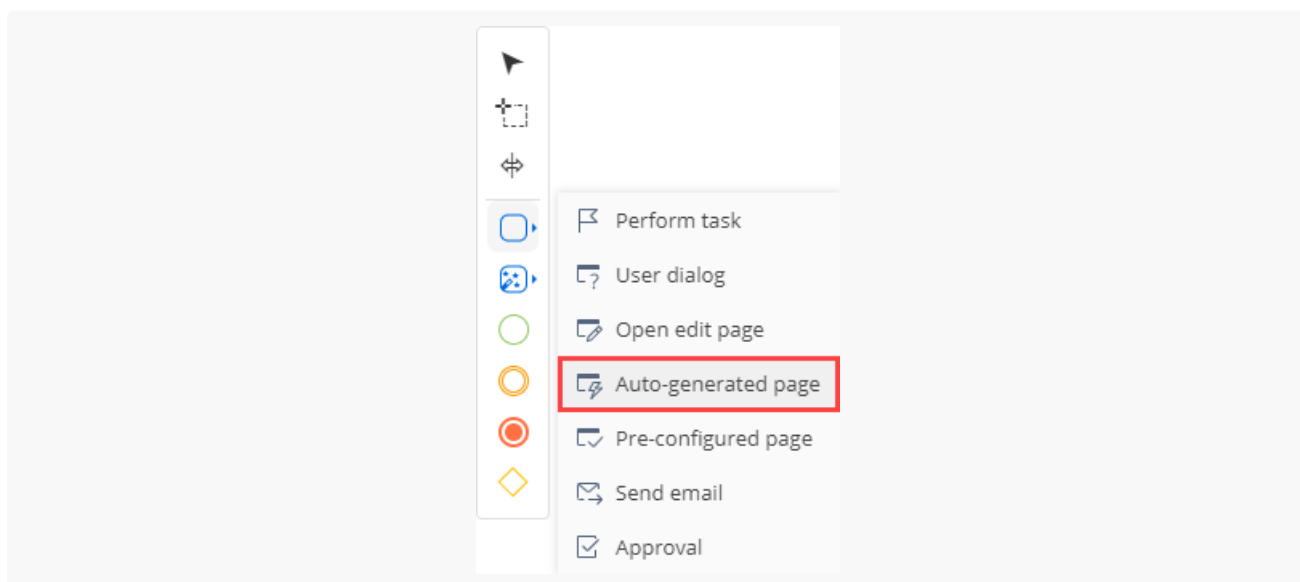 Perform task
User dialog
Open edit page
Auto-generated page
Pre-configured page
Send email
Approval